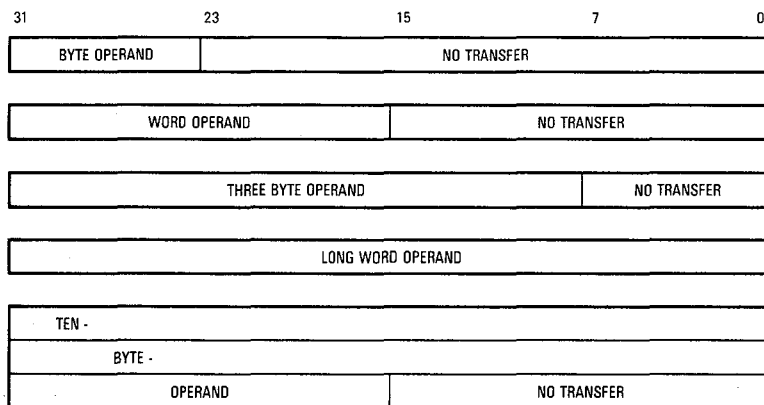 31 23 15 7 0
BYTE OPERAND NO TRANSFER
WORD OPERAND NO TRANSFER
THREE BYTE OPERAND NO TRANSFER
LONG WORD OPERAND
TEN -
BYTE -
OPERAND NO TRANSFER